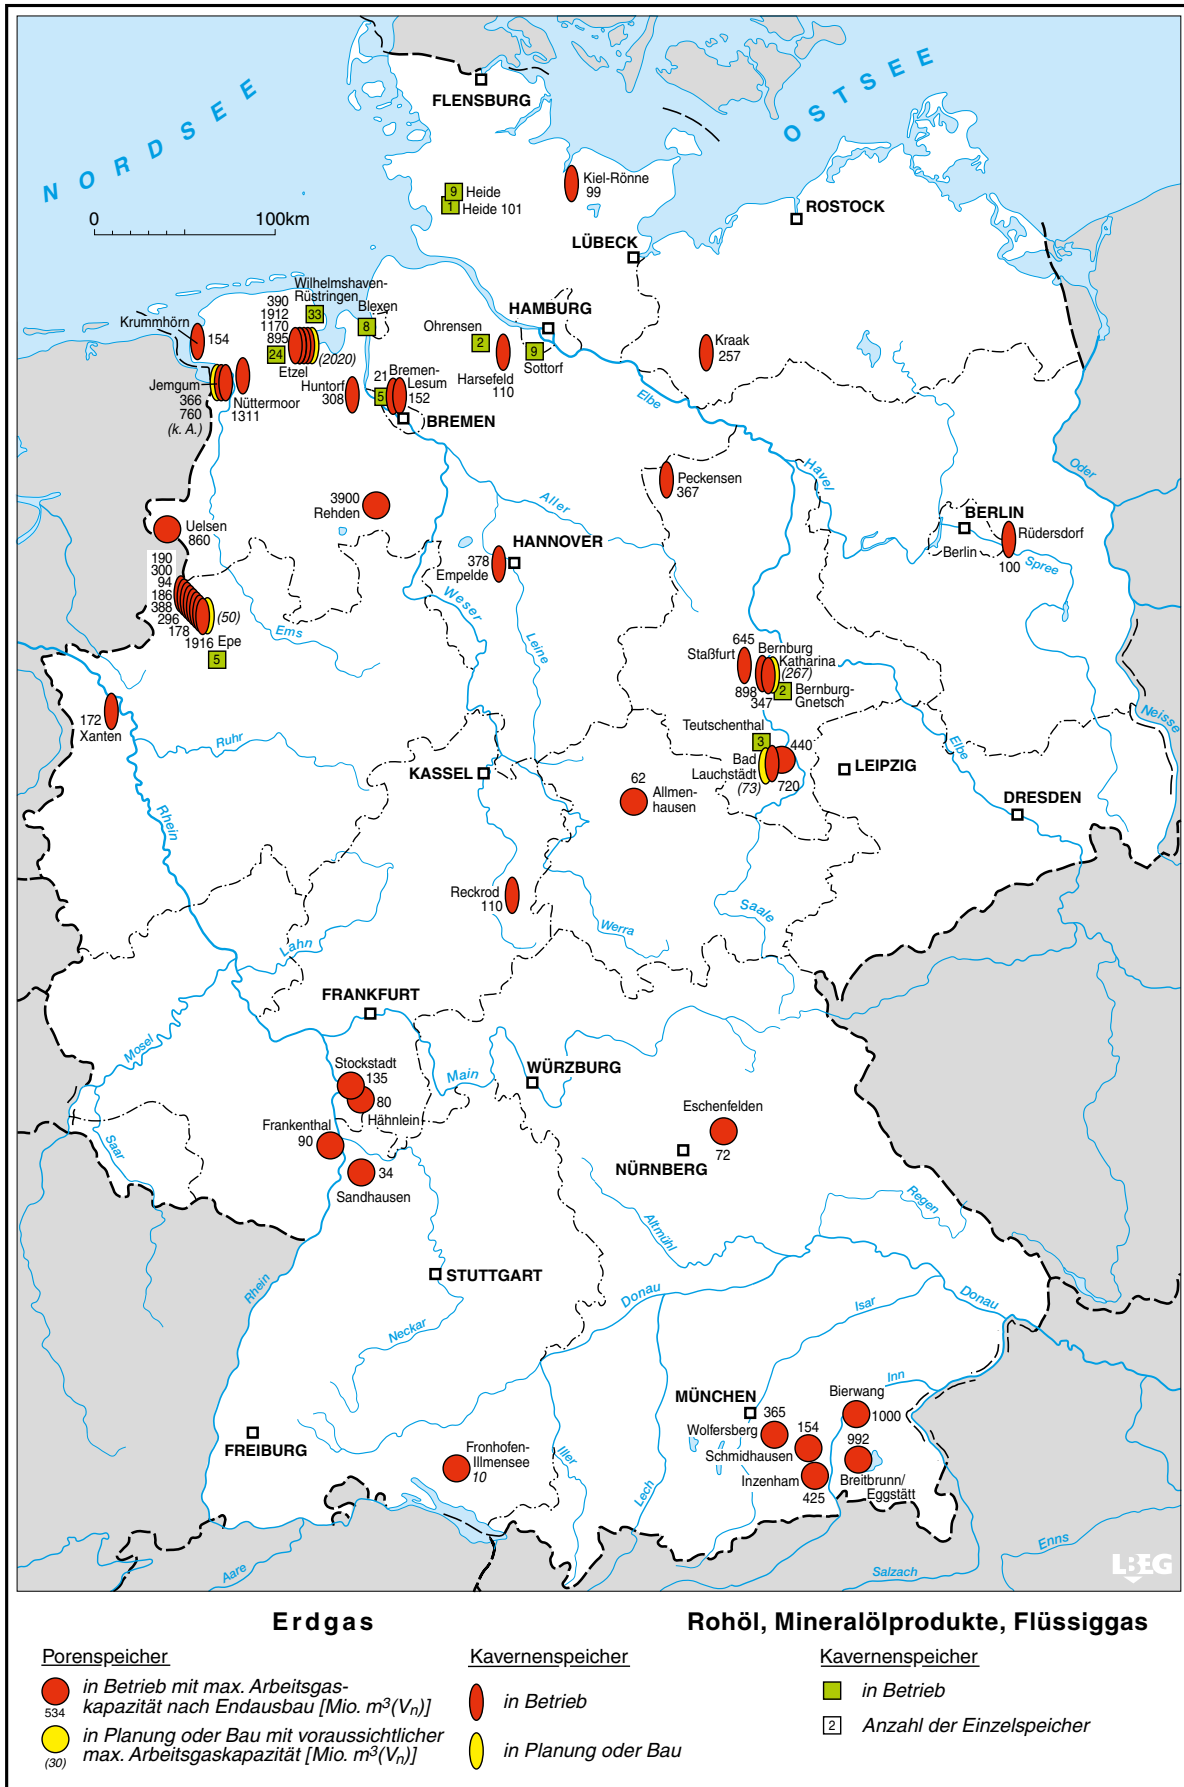 NORDSEE
OSTSEE
FLENSBURG
9 Heide
1 Heide 101
Kiel-Rönne
99
ROSTOCK
0 100km
LÜBECK
Wilhelmshaven-
Rüstringen
33
390
1912
1170
895
24
(2020)
Etzel
Blexen
8
HAMBURG
Ohrensen
2
9
Sottorf
Harsefeld
110
Kraak
257
Krummhörn
154
Jemgum
366
760
(k. A.)
Nüttermoor
1311
Huntorf
308
21
5
Bremen-
Lesum
152
BREMEN
Elbe
Havel
Oder
Peckensen
367
Aller
3900
Rehden
Uelsen
860
HANNOVER
378
Empelde
BERLIN
Berlin
Rüdersdorf
100
Spree
190
300
94
186
388
296
178
1916
(50)
Epe
5
Ems
Weser
Leine
645
Staßfurt
Bernburg
Katharina
(267)
898
347
2
Bernburg-
Gnetsch
Neisse
172
Xanten
Ruhr
Teutschenthal
3
440
Bad
Lauchstädt
(73)
720
Elbe
LEIPZIG
KASSEL
62
Allmen-
hausen
DRESDEN
Rhein
Reckrod
110
Saale
Werra
Lahn
FRANKFURT
Mosel
Stockstadt
135
80
Hähnlein
Main
WÜRZBURG
Frankenthal
90
Eschenfelden
72
NÜRNBERG
Saar
34
Sandhausen
Regen
Altmühl
STUTTGART
Rhein
Donau
Isar
Donau
Neckar
Inn
MÜNCHEN
Bierwang
1000
365
Wolfersberg
154
Schmidhausen
992
Breitbrunn/
Eggstätt
Inzenham
425
FREIBURG
Fronhofen-
Illmensee
10
Iller
Lech
Aare
Salzach
Enns
LBEG
Erdgas
Rohöl, Mineralölprodukte, Flüssiggas
Porenspeicher
534
in Betrieb mit max. Arbeitsgas-
kapazität nach Endausbau [Mio. m³(Vn)]
(30)
in Planung oder Bau mit voraussichtlicher
max. Arbeitsgaskapazität [Mio. m³(Vn)]
Kavernenspeicher
in Betrieb
in Planung oder Bau
Kavernenspeicher
in Betrieb
2 Anzahl der Einzelspeicher